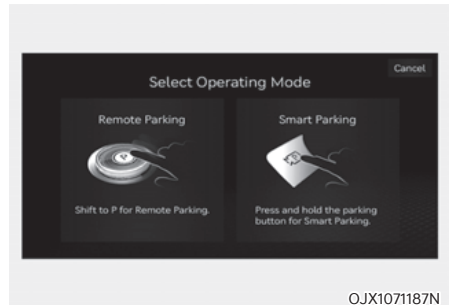 Cancel
Select Operating Mode
Remote Parking
Smart Parking
P
P
Shift to P for Remote Parking.
Press and hold the parking
button for Smart Parking.
OJX1071187N